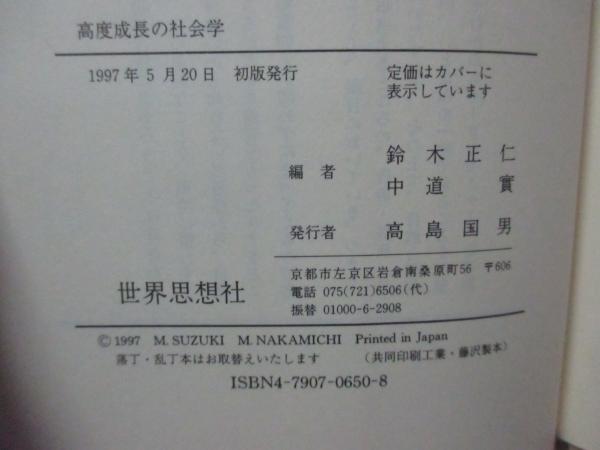 高度成長の社会学
1997年5月20日 初版発行 定価はカバーに
表示しています
編者 鈴木正仁
中道實
発行者 高島国男
世界思想社
京都市左京区岩倉南桑原町56 〒606
電話 075(721)6506(代)
振替 01000-6-2908
© 1997 M. SUZUKI M. NAKAMICHI Printed in Japan
落丁・乱丁本はお取替えいたします (共同印刷工業・藤沢製本)
ISBN4-7907-0650-8